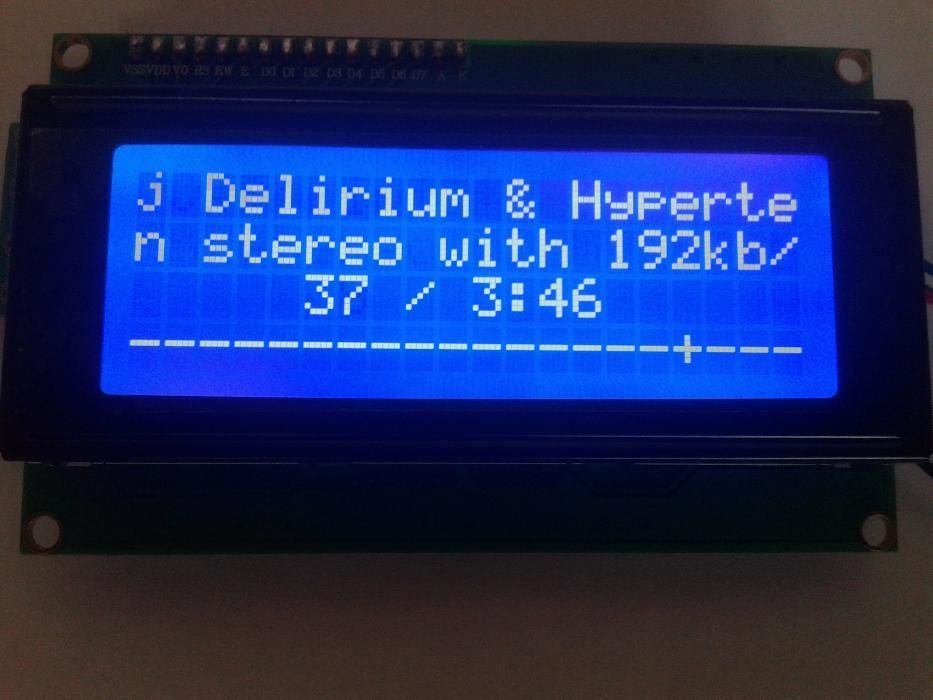 VSS VDD V0 RS RW E D0 D1 D2 D3 D4 D5 D6 D7 A K
j Delirium & Hyperte
n stereo with 192kb/
37 / 3:46
----------------+---